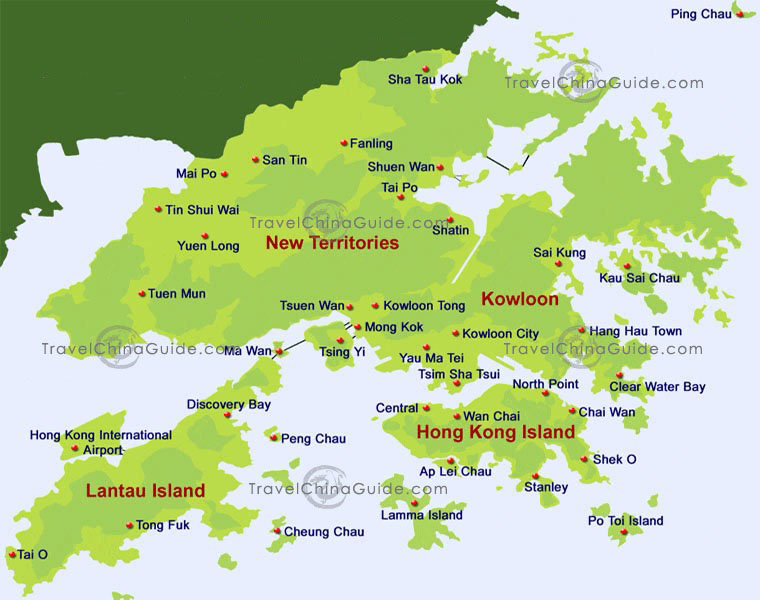 Ping Chau
Sha Tau Kok
TravelChinaGuide.com
Fanling
San Tin
Shuen Wan
Mai Po
Tai Po
Tin Shui Wai
TravelChinaGuide.com
Shatin
Yuen Long
New Territories
Sai Kung
Kau Sai Chau
Tuen Mun
Kowloon
Tsuen Wan
Kowloon Tong
Mong Kok
Kowloon City
Hang Hau Town
TravelChinaGuide.com
Ma Wan
Tsing Yi
Yau Ma Tei
TravelChinaGuide.com
Tsim Sha Tsui
North Point
Clear Water Bay
Discovery Bay
Central
Wan Chai
Chai Wan
Hong Kong International
Airport
Peng Chau
Hong Kong Island
Shek O
Ap Lei Chau
Stanley
Lantau Island
TravelChinaGuide.com
Lamma Island
Po Toi Island
Tong Fuk
Cheung Chau
Tai O